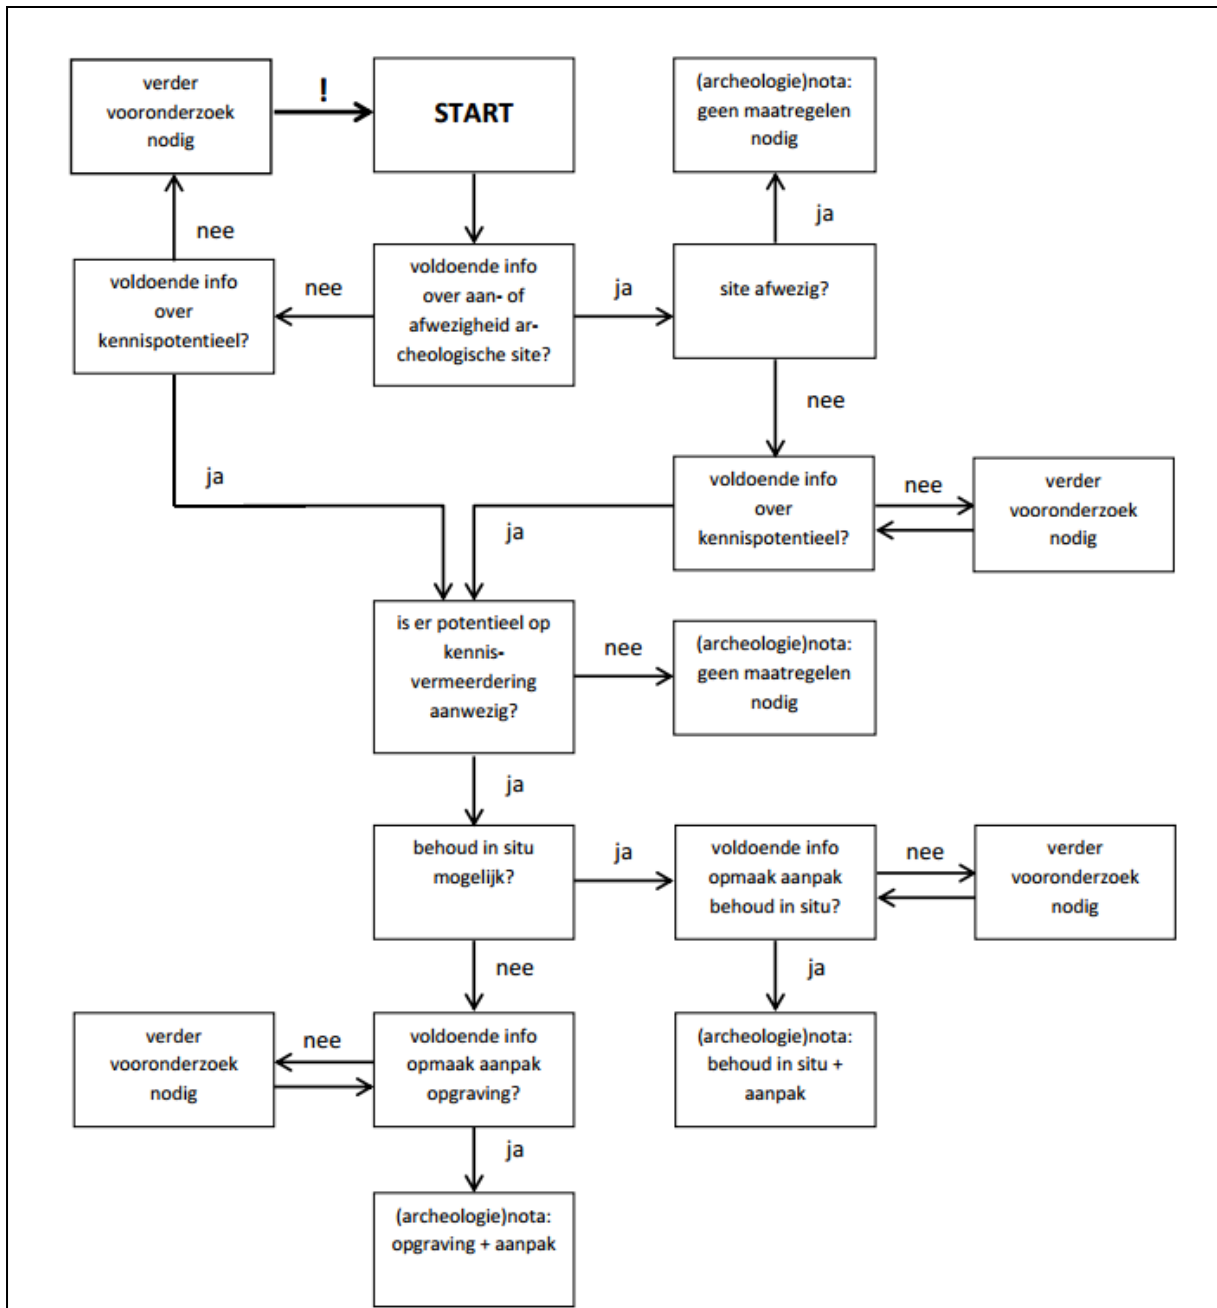 verder
vooronderzoek
nodig
!
START
(archeologie)nota:
geen maatregelen
nodig
nee
ja
voldoende info
over
kennispotentieel?
nee
voldoende info
over aan- of
afwezigheid ar-
cheologische site?
ja
site afwezig?
nee
ja
voldoende info
over
kennispotentieel?
nee
verder
vooronderzoek
nodig
ja
is er potentieel op
kennis-
vermeerdering
aanwezig?
nee
(archeologie)nota:
geen maatregelen
nodig
ja
behoud in situ
mogelijk?
ja
voldoende info
opmaak aanpak
behoud in situ?
nee
verder
vooronderzoek
nodig
nee
ja
verder
vooronderzoek
nodig
nee
voldoende info
opmaak aanpak
opgraving?
(archeologie)nota:
behoud in situ +
aanpak
ja
(archeologie)nota:
opgraving + aanpak